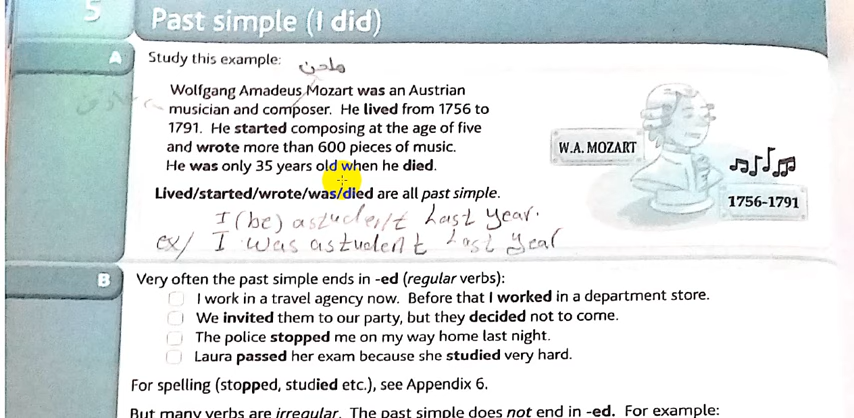 5
Past simple (I did)
A
Study this example:
ملحن
Wolfgang Amadeus Mozart was an Austrian
musician and composer. He lived from 1756 to
1791. He started composing at the age of five
and wrote more than 600 pieces of music.
He was only 35 years old when he died.
W.A. MOZART
1756-1791
Lived/started/wrote/was/died are all past simple.
I (be) a student Last year.
ex/ I was a student Last year
B
Very often the past simple ends in -ed (regular verbs):
I work in a travel agency now. Before that I worked in a department store.
We invited them to our party, but they decided not to come.
The police stopped me on my way home last night.
Laura passed her exam because she studied very hard.
For spelling (stopped, studied etc.), see Appendix 6.
But many verbs are irregular. The past simple does not end in -ed. For example: